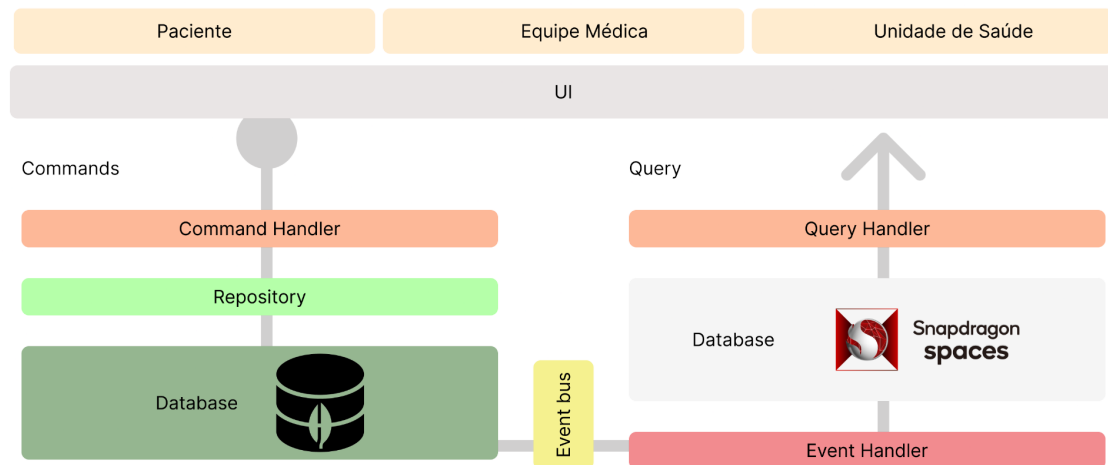 Paciente
Equipe Médica
Unidade de Saúde
UI
Commands
Query
Command Handler
Query Handler
Repository
Database
Snapdragon
spaces
Database
Event bus
Event Handler